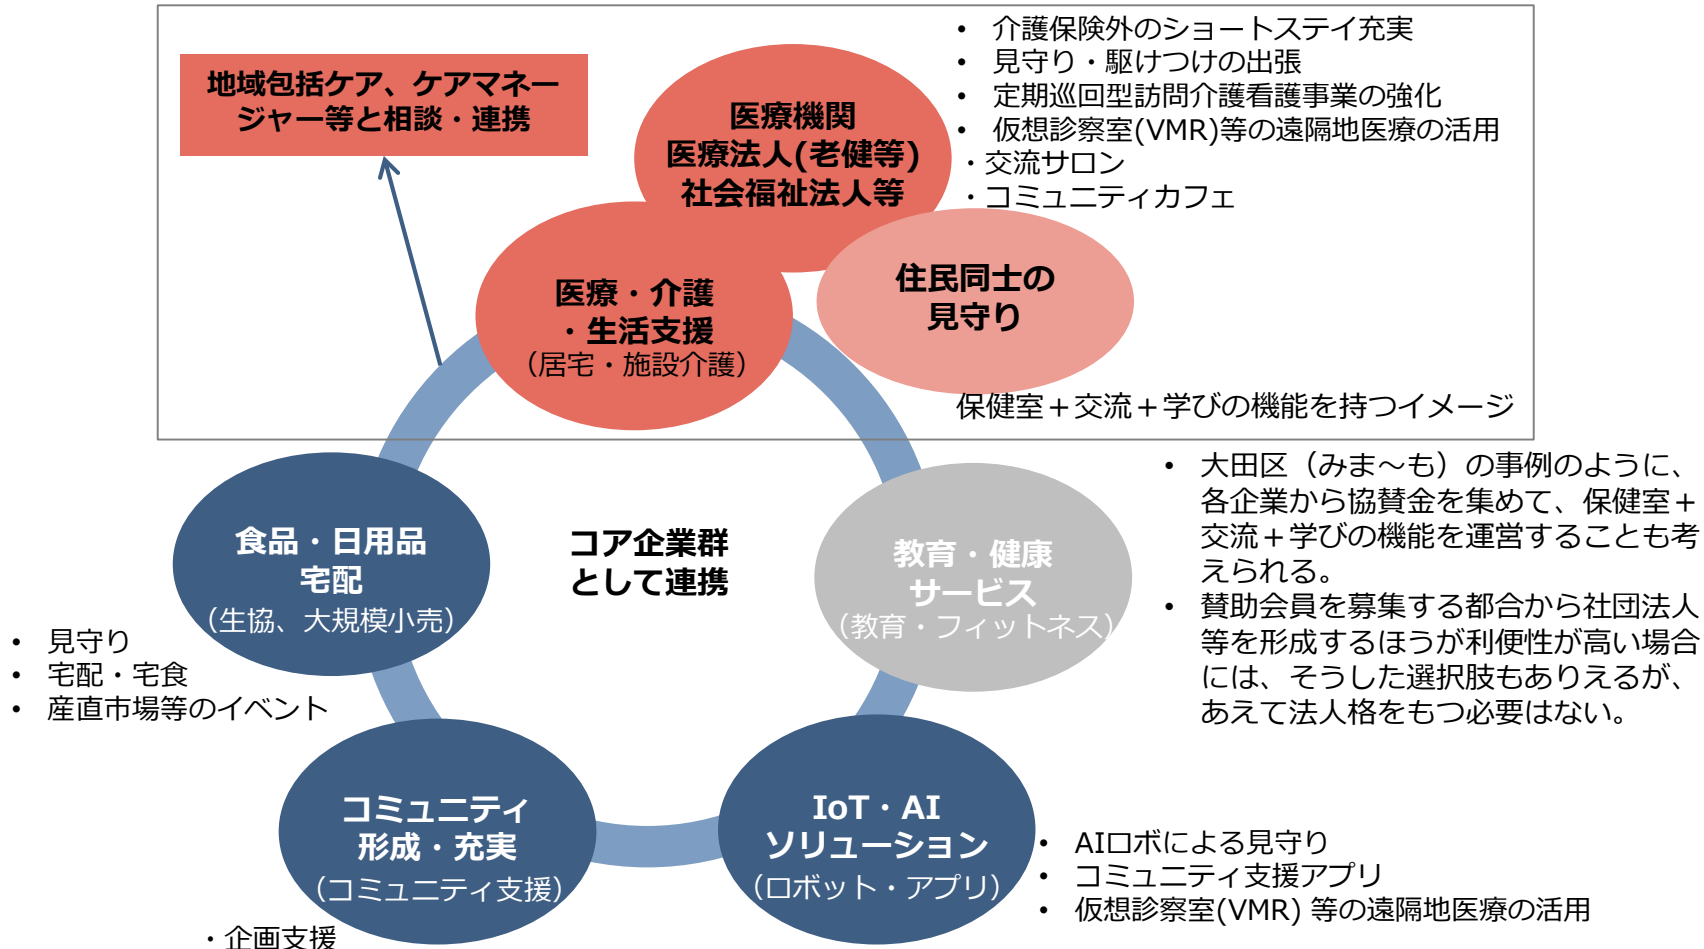 地域包括ケア、ケアマネー
ジャー等と相談・連携
医療機関
医療法人(老健等)
社会福祉法人等
• 介護保険外のショートステイ充実
• 見守り・駆けつけの出張
• 定期巡回型訪問介護看護事業の強化
• 仮想診察室(VMR)等の遠隔地医療の活用
・交流サロン
・コミュニティカフェ
医療・介護
・生活支援
（居宅・施設介護）
住民同士の
見守り
保健室＋交流＋学びの機能を持つイメージ
食品・日用品
宅配
（生協、大規模小売）
コア企業群
として連携
教育・健康
サービス
（教育・フィットネス）
• 大田区（みま～も）の事例のように、
各企業から協賛金を集めて、保健室＋
交流＋学びの機能を運営することも考
えられる。
• 賛助会員を募集する都合から社団法人
等を形成するほうが利便性が高い場合
には、そうした選択肢もありえるが、
あえて法人格をもつ必要はない。
• 見守り
• 宅配・宅食
• 産直市場等のイベント
コミュニティ
形成・充実
（コミュニティ支援）
・企画支援
IoT・AI
ソリューション
（ロボット・アプリ）
• AIロボによる見守り
• コミュニティ支援アプリ
• 仮想診察室(VMR) 等の遠隔地医療の活用